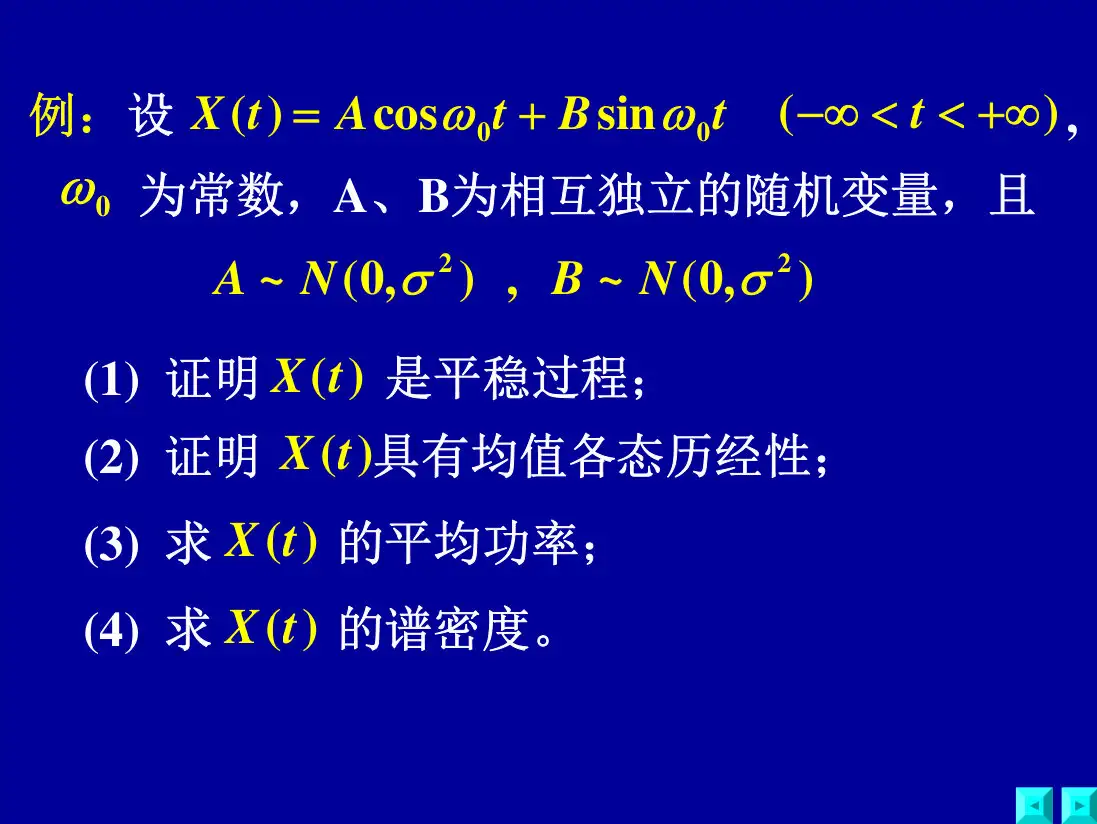 例：设 X(t) = A cos ω₀t + B sin ω₀t (−∞ < t < +∞)，
ω₀ 为常数，A、B为相互独立的随机变量，且
A ~ N(0,σ²) ，B ~ N(0,σ²)
(1) 证明 X(t) 是平稳过程；
(2) 证明 X(t)具有均值各态历经性；
(3) 求 X(t) 的平均功率；
(4) 求 X(t) 的谱密度。